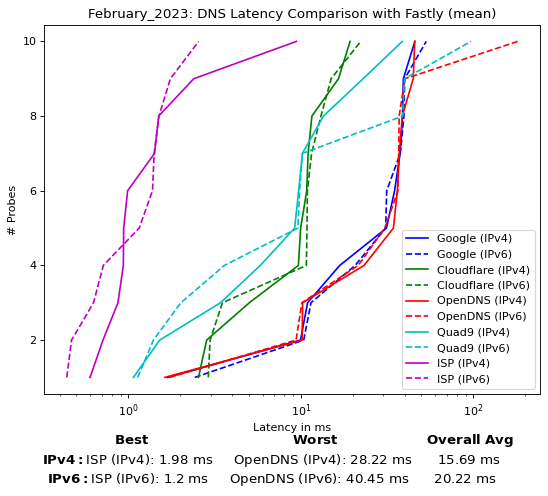 February_2023: DNS Latency Comparison with Fastly (mean)
# Probes
10
8
6
4
2
Google (IPv4)
Google (IPv6)
Cloudflare (IPv4)
Cloudflare (IPv6)
OpenDNS (IPv4)
OpenDNS (IPv6)
Quad9 (IPv4)
Quad9 (IPv6)
ISP (IPv4)
ISP (IPv6)
10⁰ 10¹ 10²
Latency in ms
Best Worst Overall Avg
IPv4: ISP (IPv4): 1.98 ms OpenDNS (IPv4): 28.22 ms 15.69 ms
IPv6: ISP (IPv6): 1.2 ms OpenDNS (IPv6): 40.45 ms 20.22 ms